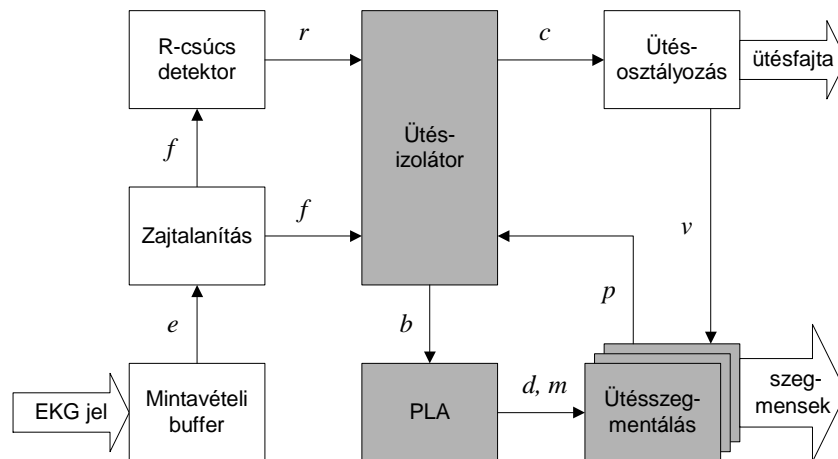 R-csúcs
detektor
r
Ütés-
izolátor
c
Ütés-
osztályozás
ütésfajta
f
f
Zajtalanítás
v
p
e
b
EKG jel
Mintavételi
buffer
PLA
d, m
Ütésszeg-
mentálás
szeg-
mensek